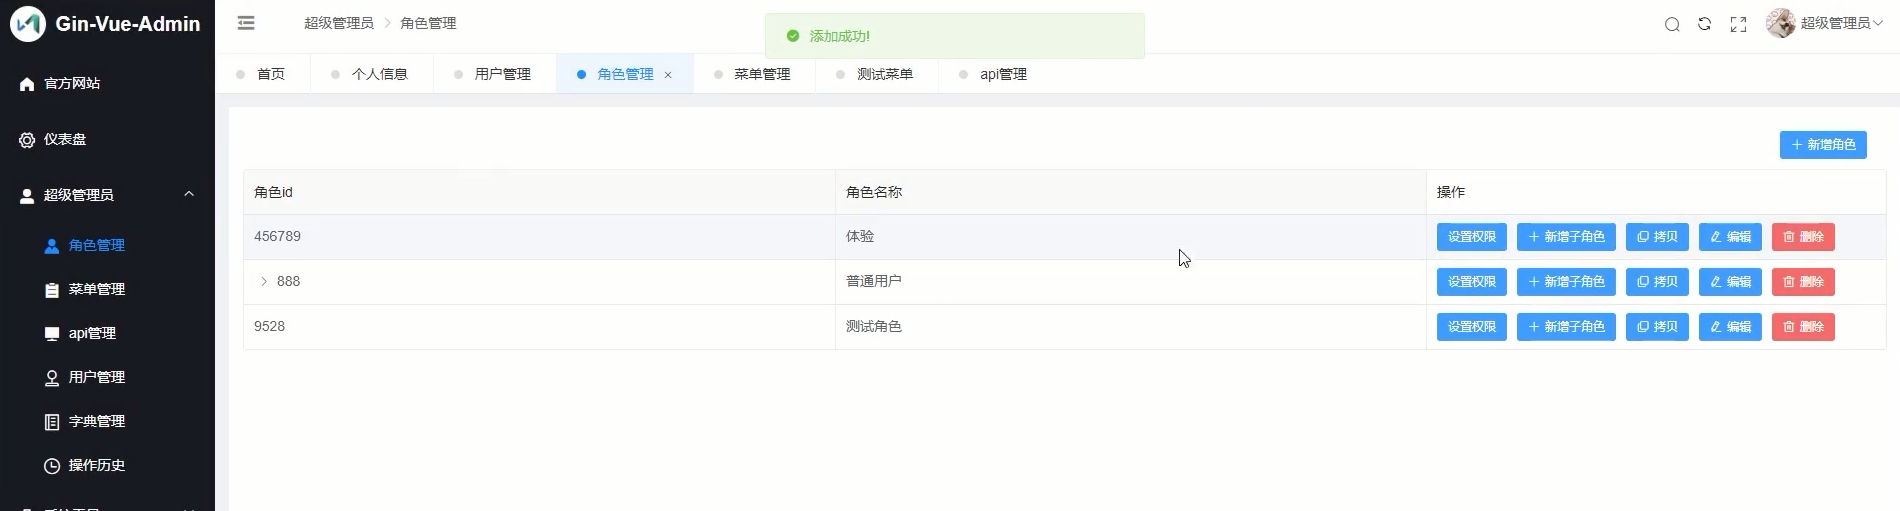 Gin-Vue-Admin
超级管理员 > 角色管理
添加成功!
超级管理员
首页
个人信息
用户管理
角色管理 ×
菜单管理
测试菜单
api管理
官方网站
仪表盘
超级管理员
角色管理
菜单管理
api管理
用户管理
字典管理
操作历史
+ 新增角色
角色id 角色名称 操作
456789 体验 设置权限 + 新增子角色 拷贝 编辑 删除
> 888 普通用户 设置权限 + 新增子角色 拷贝 编辑 删除
9528 测试角色 设置权限 + 新增子角色 拷贝 编辑 删除